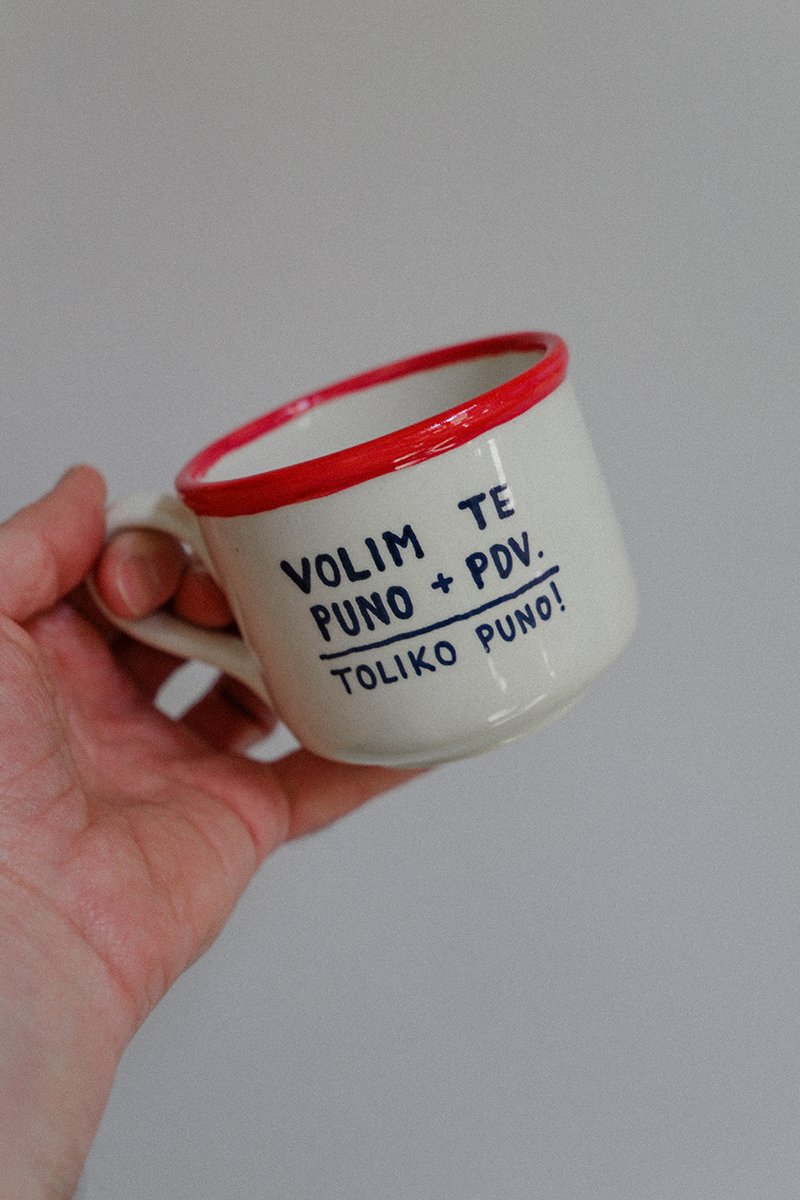 VOLIM TE
PUNO + PDV.
TOLIKO PUNO!